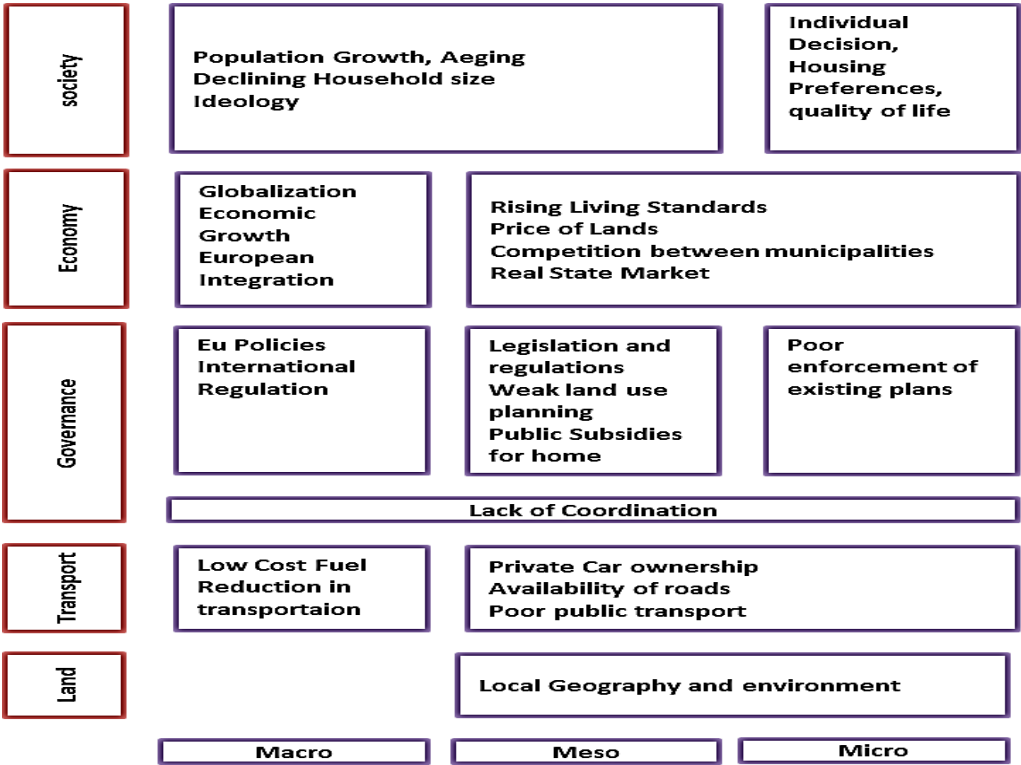 society
Population Growth, Aeging
Declining Household size
Ideology
Individual
Decision,
Housing
Preferences,
quality of life
Economy
Globalization
Economic
Growth
European
Integration
Rising Living Standards
Price of Lands
Competition between municipalities
Real State Market
Governance
Eu Policies
International
Regulation
Legislation and
regulations
Weak land use
planning
Public Subsidies
for home
Poor
enforcement of
existing plans
Lack of Coordination
Transport
Low Cost Fuel
Reduction in
transportaion
Private Car ownership
Availability of roads
Poor public transport
Land
Local Geography and environment
Macro
Meso
Micro